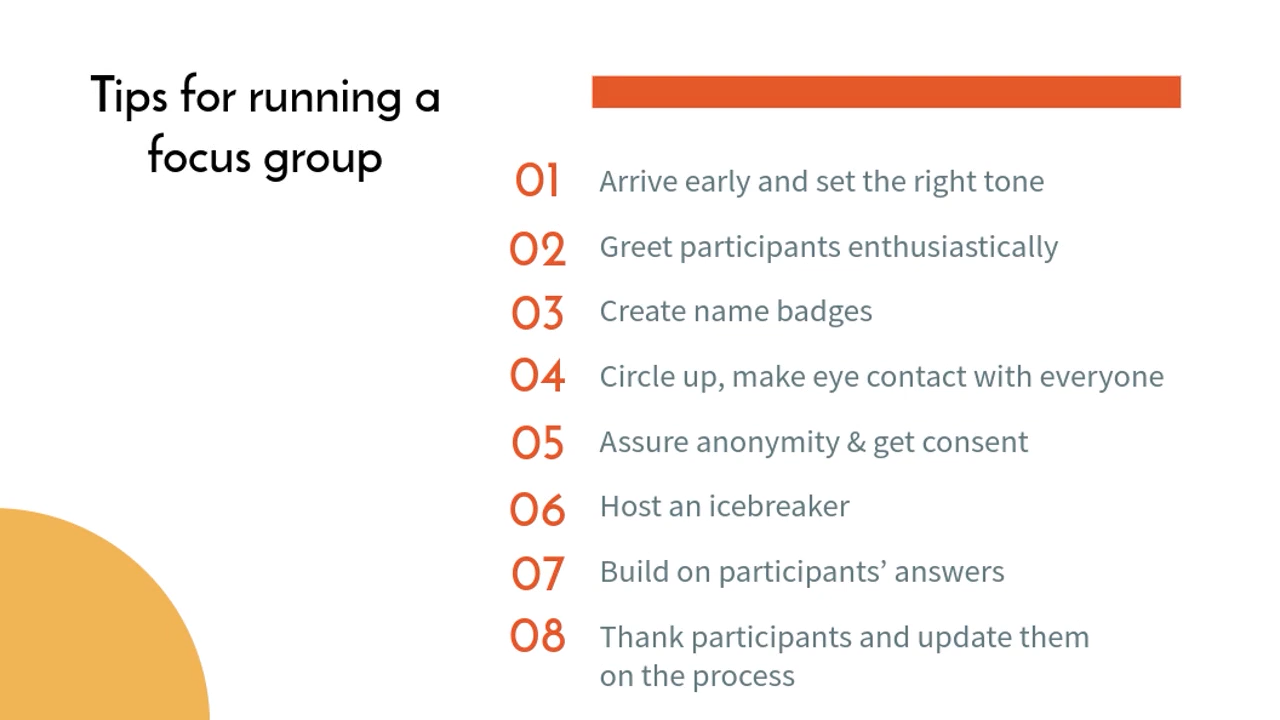 Tips for running a
focus group
01 Arrive early and set the right tone
02 Greet participants enthusiastically
03 Create name badges
04 Circle up, make eye contact with everyone
05 Assure anonymity & get consent
06 Host an icebreaker
07 Build on participants’ answers
08 Thank participants and update them
on the process